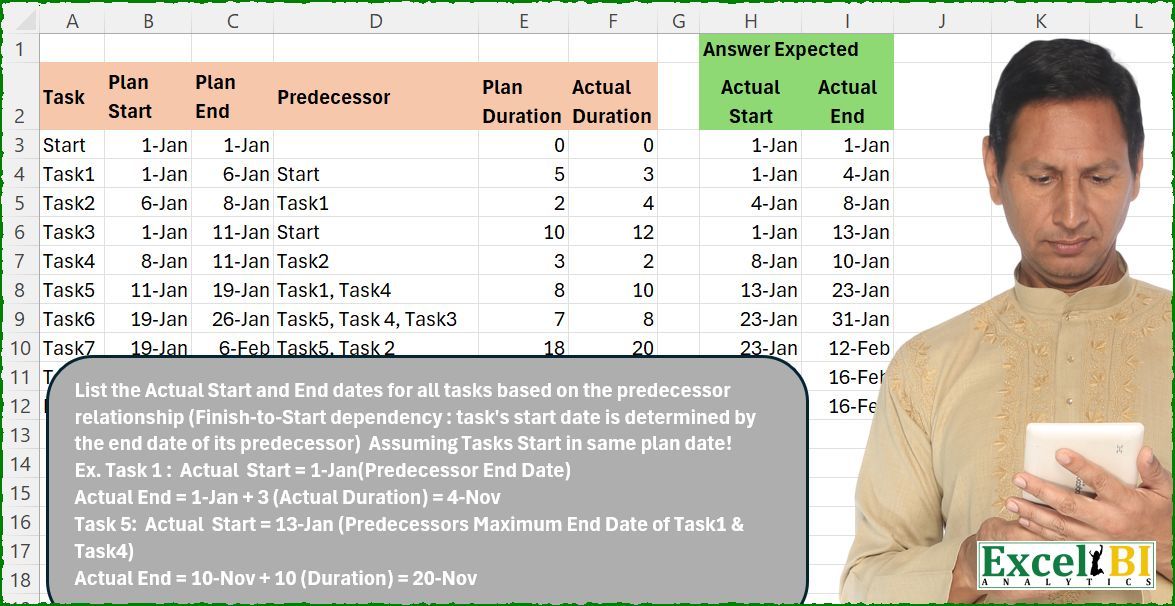 A B C D E F G H I J K L
1 Answer Expected
2 Task Plan Start Plan End Predecessor Plan Duration Actual Duration Actual Start Actual End
3 Start 1-Jan 1-Jan 0 0 1-Jan 1-Jan
4 Task1 1-Jan 6-Jan Start 5 3 1-Jan 4-Jan
5 Task2 6-Jan 8-Jan Task1 2 4 4-Jan 8-Jan
6 Task3 1-Jan 11-Jan Start 10 12 1-Jan 13-Jan
7 Task4 8-Jan 11-Jan Task2 3 2 8-Jan 10-Jan
8 Task5 11-Jan 19-Jan Task1, Task4 8 10 13-Jan 23-Jan
9 Task6 19-Jan 26-Jan Task5, Task 4, Task3 7 8 23-Jan 31-Jan
10 Task7 19-Jan 6-Feb Task5, Task 2 18 20 23-Jan 12-Feb
11 16-Feb
12 16-Fe
13
14
15
16
17
18
List the Actual Start and End dates for all tasks based on the predecessor
relationship (Finish-to-Start dependency : task's start date is determined by
the end date of its predecessor) Assuming Tasks Start in same plan date!
Ex. Task 1 : Actual Start = 1-Jan(Predecessor End Date)
Actual End = 1-Jan + 3 (Actual Duration) = 4-Nov
Task 5: Actual Start = 13-Jan (Predecessors Maximum End Date of Task1 &
Task4)
Actual End = 10-Nov + 10 (Duration) = 20-Nov
Excel BI
ANALYTICS